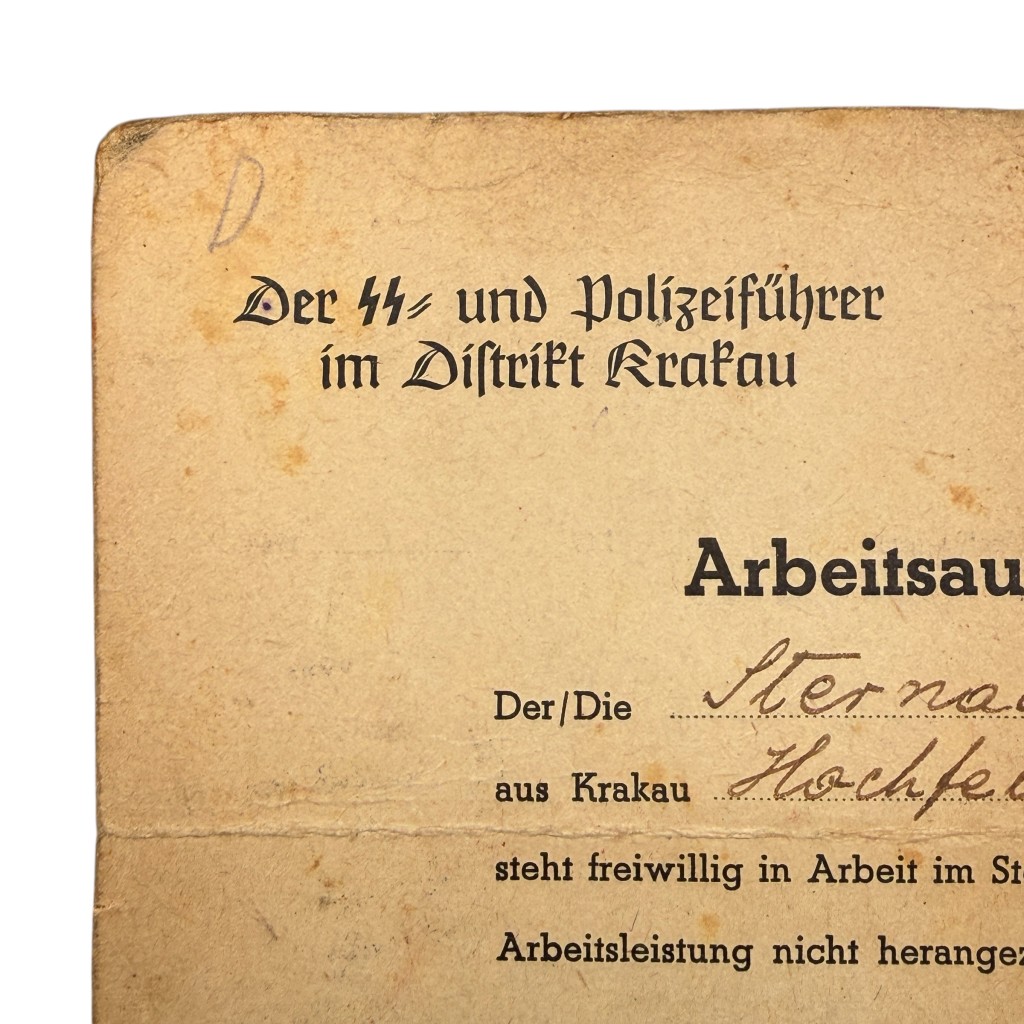 D
Der SS- und Polizeiführer
im Diſtrikt Krakau
Arbeitsau
Der/Die Sterna
aus Krakau Hochfe
steht freiwillig in Arbeit im St
Arbeitsleistung nicht herangez